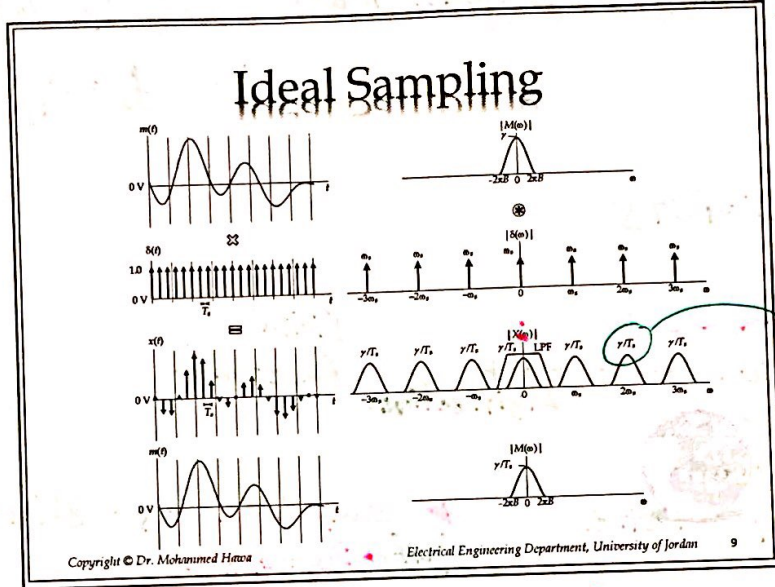 Ideal Sampling
m(t)
0 V
t
|M(ω)|
γ
-2πB 0 2πB
ω
δ(t)
1.0
0 V
Tₛ
t
|δ(ω)|
ωₛ ωₛ ωₛ ωₛ ωₛ ωₛ ωₛ
-3ωₛ -2ωₛ -ωₛ 0 ωₛ 2ωₛ 3ωₛ ω
x(t)
0 V
Tₛ
t
|X(ω)|
γ/Tₛ γ/Tₛ γ/Tₛ γ/Tₛ LPF γ/Tₛ γ/Tₛ γ/Tₛ
-3ωₛ -2ωₛ -ωₛ 0 ωₛ 2ωₛ 3ωₛ ω
m(t)
0 V
t
|M(ω)|
γ/Tₛ
-2πB 0 2πB
ω
Copyright © Dr. Mohammed Hawa
Electrical Engineering Department, University of Jordan 9